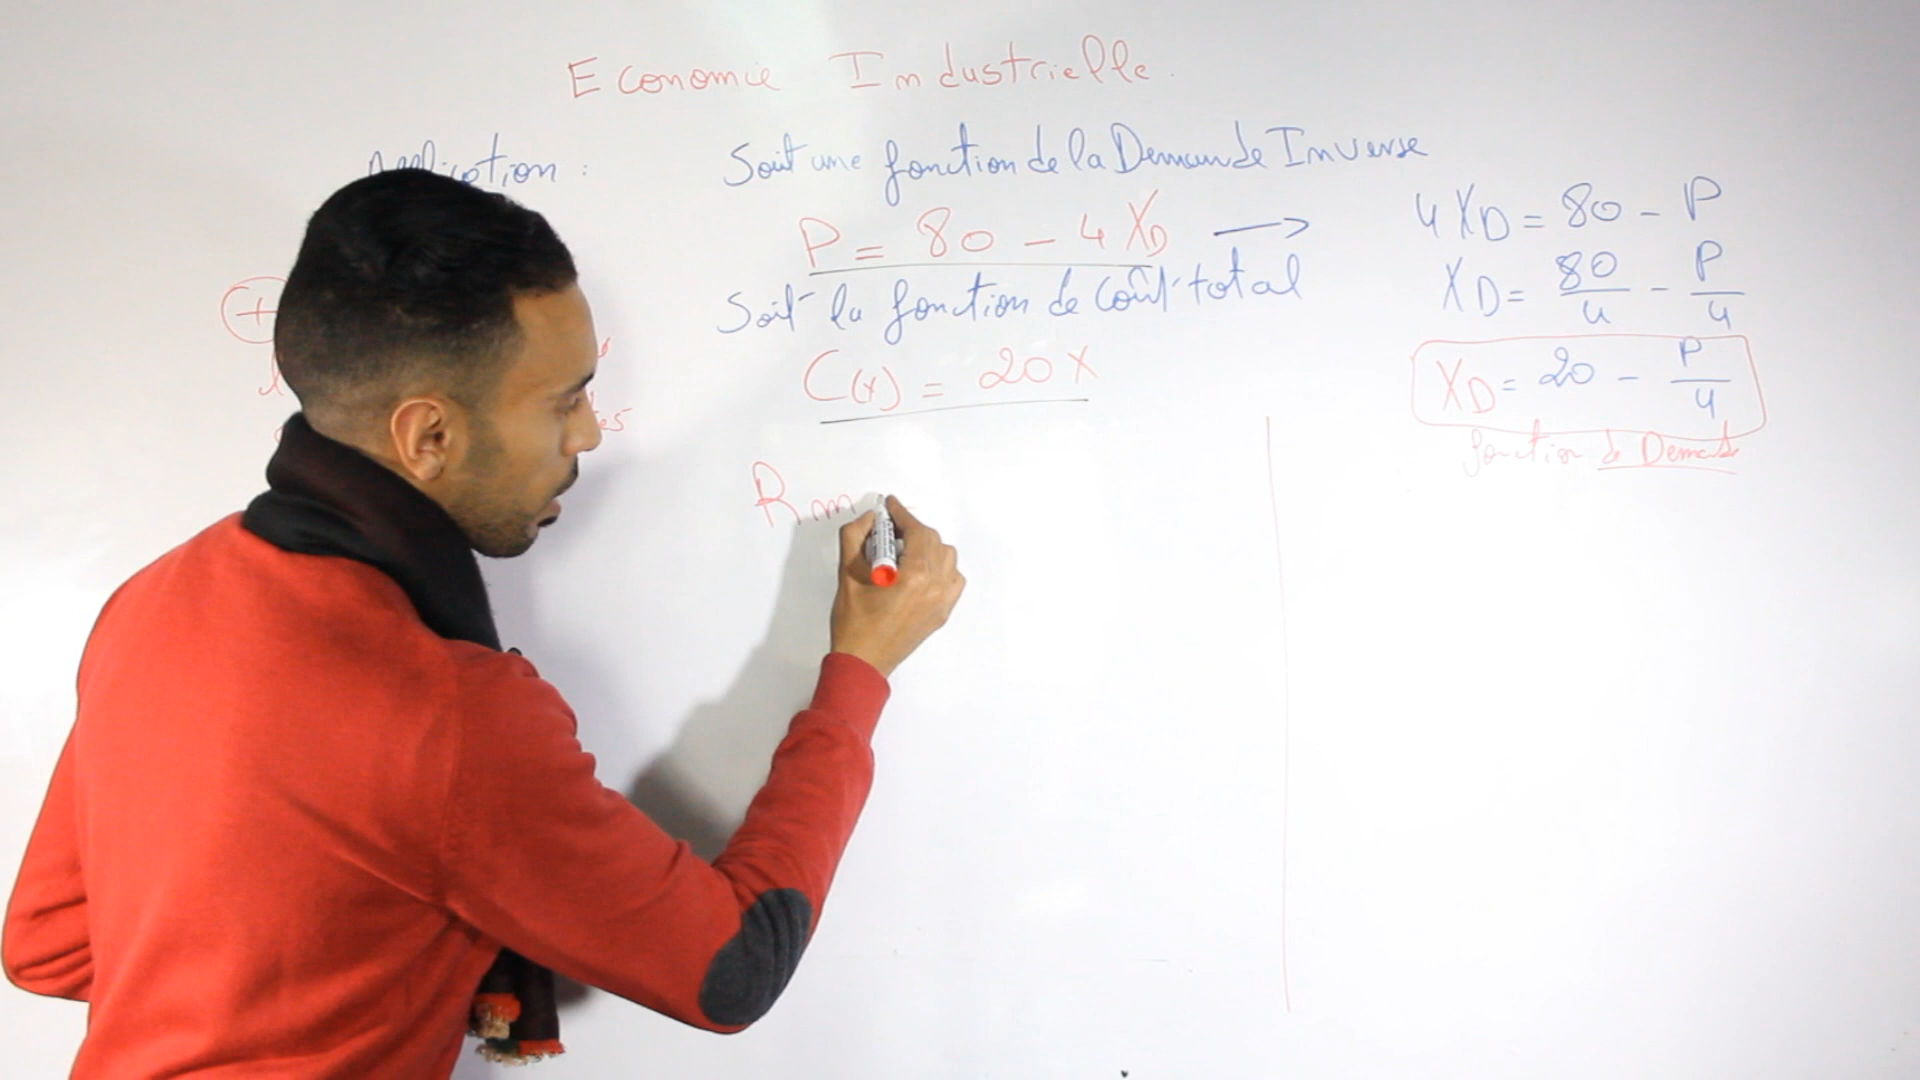 Economie Industrielle.
Application :
Soit une fonction de la Demande Inverse
P = 80 - 4 XD →
Soit la fonction de coût total
C(x) = 20 X
Rm
+
4 XD = 80 - P
XD = 80/4 - P/4
XD = 20 - P/4
fonction de Demande